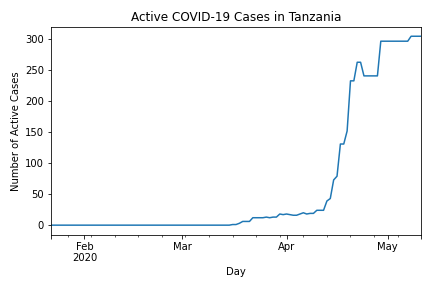 Active COVID-19 Cases in Tanzania
Number of Active Cases
300
250
200
150
100
50
0
Feb
2020
Mar
Apr
May
Day